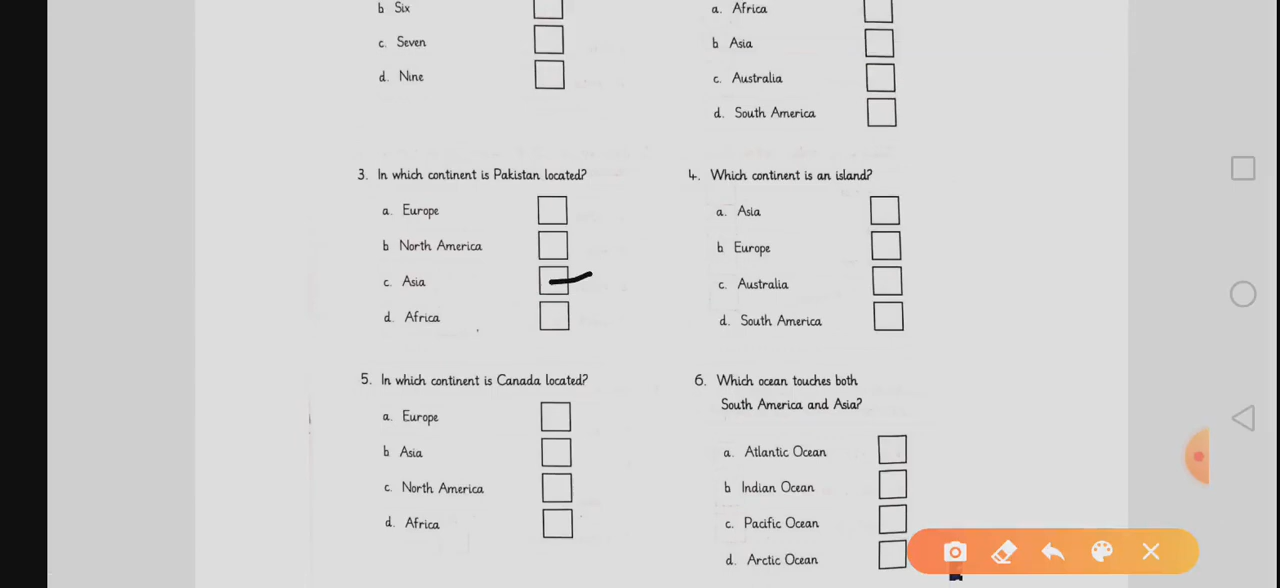 b Six
c. Seven
d. Nine
a. Africa
b Asia
c. Australia
d. South America
3. In which continent is Pakistan located?
a. Europe
b North America
c. Asia
d. Africa
4. Which continent is an island?
a. Asia
b Europe
c. Australia
d. South America
5. In which continent is Canada located?
a. Europe
b Asia
c. North America
d. Africa
6. Which ocean touches both
South America and Asia?
a. Atlantic Ocean
b Indian Ocean
c. Pacific Ocean
d. Arctic Ocean